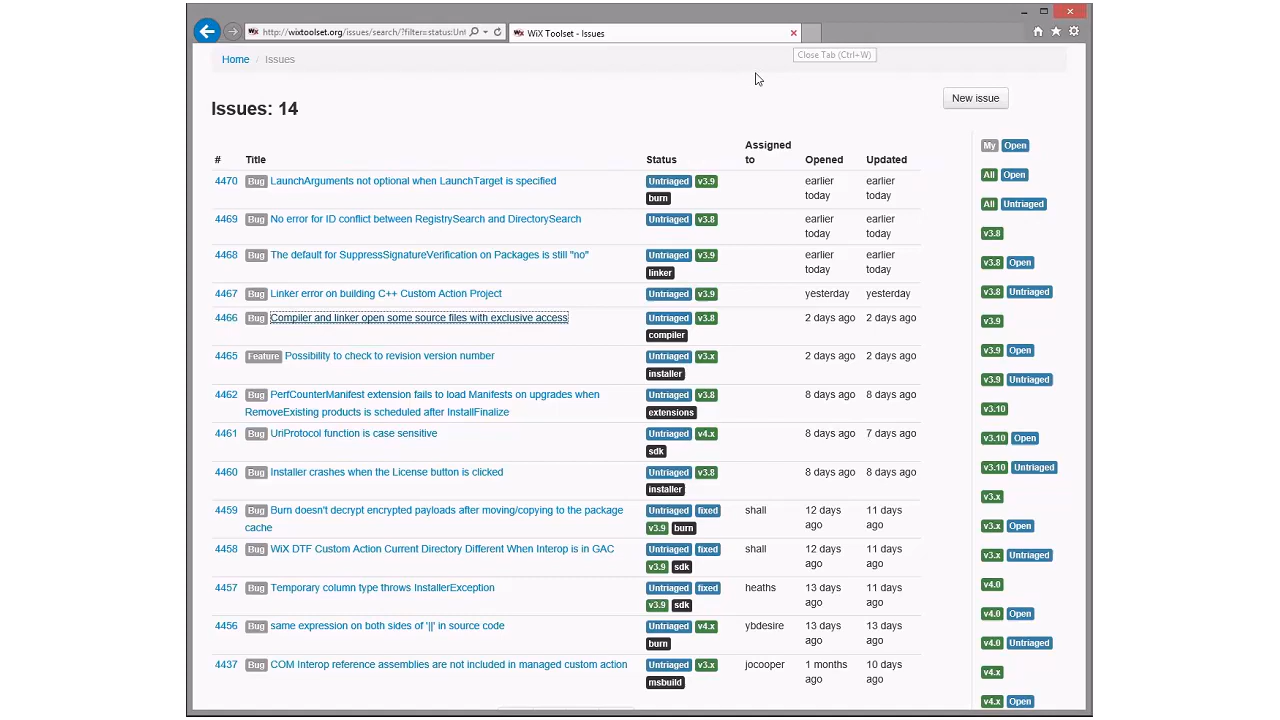 http://wixtoolset.org/issues/search/?filter=status:Unt
WiX Toolset - Issues
Close Tab (Ctrl+W)
Home / Issues
Issues: 14
New issue
# Title Status Assigned to Opened Updated
4470 Bug LaunchArguments not optional when LaunchTarget is specified Untriaged v3.9 burn earlier today earlier today
4469 Bug No error for ID conflict between RegistrySearch and DirectorySearch Untriaged v3.8 earlier today earlier today
4468 Bug The default for SuppressSignatureVerification on Packages is still "no" Untriaged v3.9 linker earlier today earlier today
4467 Bug Linker error on building C++ Custom Action Project Untriaged v3.9 yesterday yesterday
4466 Bug Compiler and linker open some source files with exclusive access Untriaged v3.8 compiler 2 days ago 2 days ago
4465 Feature Possibility to check to revision version number Untriaged v3.x installer 2 days ago 2 days ago
4462 Bug PerfCounterManifest extension fails to load Manifests on upgrades when RemoveExisting products is scheduled after InstallFinalize Untriaged v3.8 extensions 8 days ago 8 days ago
4461 Bug UriProtocol function is case sensitive Untriaged v4.x sdk 8 days ago 7 days ago
4460 Bug Installer crashes when the License button is clicked Untriaged v3.8 installer 8 days ago 8 days ago
4459 Bug Burn doesn't decrypt encrypted payloads after moving/copying to the package cache Untriaged fixed v3.9 burn shall 12 days ago 11 days ago
4458 Bug WiX DTF Custom Action Current Directory Different When Interop is in GAC Untriaged fixed v3.9 sdk shall 12 days ago 11 days ago
4457 Bug Temporary column type throws InstallerException Untriaged fixed v3.9 sdk heaths 13 days ago 11 days ago
4456 Bug same expression on both sides of '||' in source code Untriaged v4.x burn ybdesire 13 days ago 13 days ago
4437 Bug COM Interop reference assemblies are not included in managed custom action Untriaged v3.x msbuild jocooper 1 months ago 10 days ago
My Open
All Open
All Untriaged
v3.8
v3.8 Open
v3.8 Untriaged
v3.9
v3.9 Open
v3.9 Untriaged
v3.10
v3.10 Open
v3.10 Untriaged
v3.x
v3.x Open
v3.x Untriaged
v4.0
v4.0 Open
v4.0 Untriaged
v4.x
v4.x Open